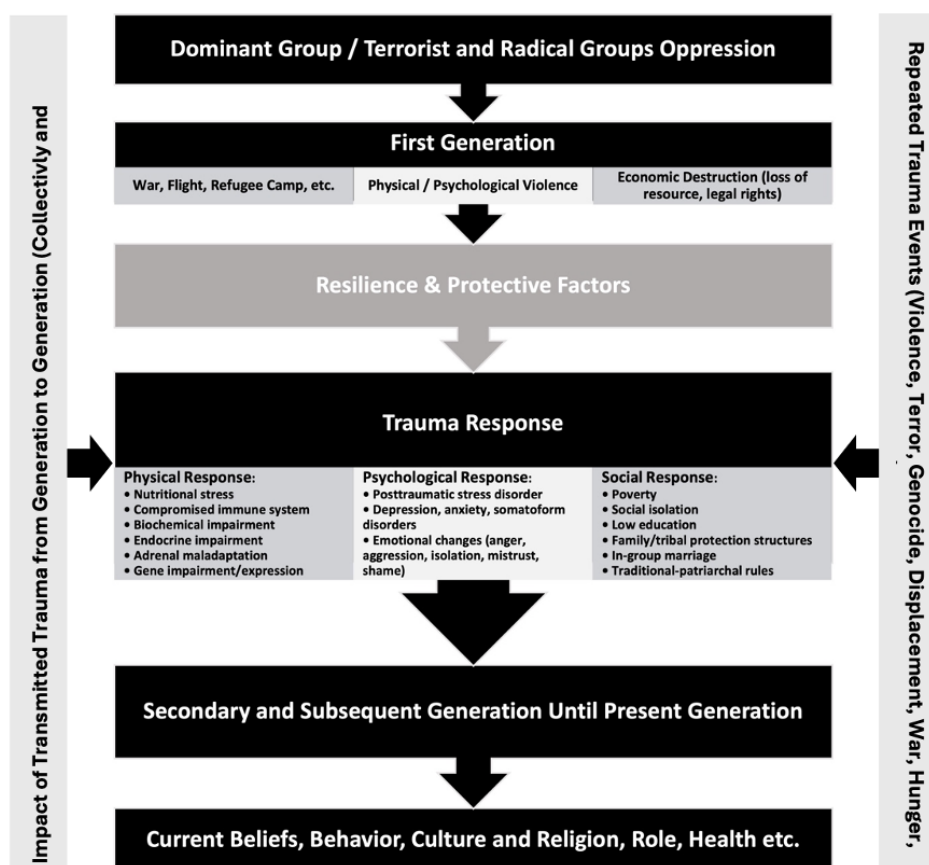 Dominant Group / Terrorist and Radical Groups Oppression
First Generation
War, Flight, Refugee Camp, etc.
Physical / Psychological Violence
Economic Destruction (loss of
resource, legal rights)
Resilience & Protective Factors
Trauma Response
Physical Response:
• Nutritional stress
• Compromised immune system
• Biochemical impairment
• Endocrine impairment
• Adrenal maladaptation
• Gene impairment/expression
Psychological Response:
• Posttraumatic stress disorder
• Depression, anxiety, somatoform
disorders
• Emotional changes (anger,
aggression, isolation, mistrust,
shame)
Social Response:
• Poverty
• Social isolation
• Low education
• Family/tribal protection structures
• In-group marriage
• Traditional-patriarchal rules
Secondary and Subsequent Generation Until Present Generation
Current Beliefs, Behavior, Culture and Religion, Role, Health etc.
Impact of Transmitted Trauma from Generation to Generation (Collectivly and
Repeated Trauma Events (Violence, Terror, Genocide, Displacement, War, Hunger,